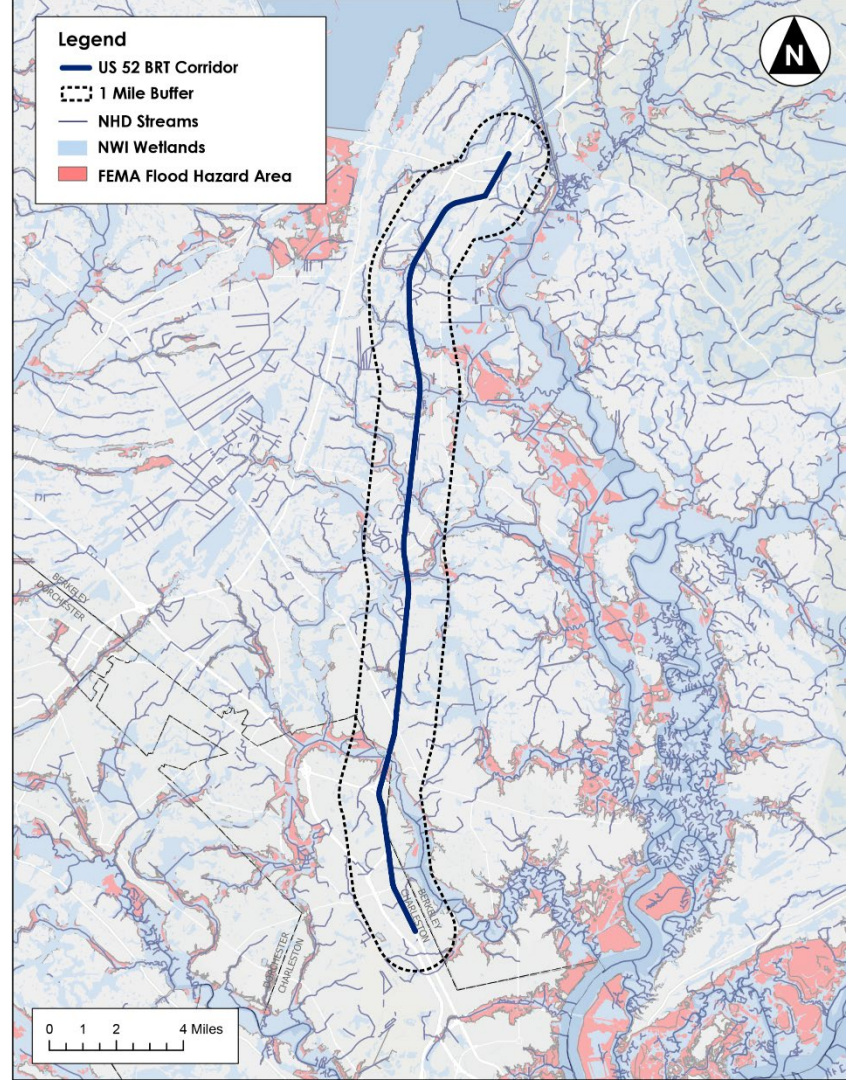 Legend
US 52 BRT Corridor
1 Mile Buffer
NHD Streams
NWI Wetlands
FEMA Flood Hazard Area
N
BERKELEY
DORCHESTER
BERKELEY
CHARLESTON
DORCHESTER
CHARLESTON
0 1 2 4 Miles